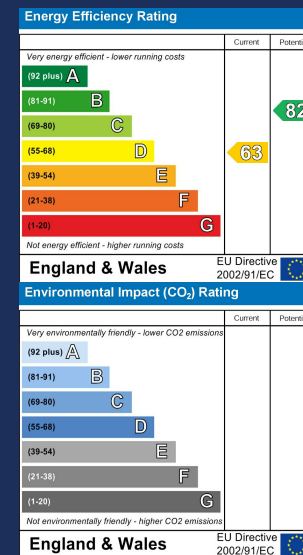 Energy Efficiency Rating
Current Potenti
Very energy efficient - lower running costs
(92 plus) A
(81-91) B
(69-80) C
(55-68) D
(39-54) E
(21-38) F
(1-20) G
63
82
Not energy efficient - higher running costs
England & Wales
EU Directive
2002/91/EC
Environmental Impact (CO₂) Rating
Current Potenti
Very environmentally friendly - lower CO2 emissions
(92 plus) A
(81-91) B
(69-80) C
(55-68) D
(39-54) E
(21-38) F
(1-20) G
Not environmentally friendly - higher CO2 emissions
England & Wales
EU Directive
2002/91/EC